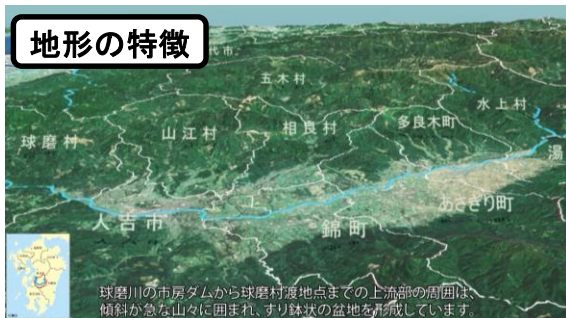 地形の特徴
代市
五木村
水上村
多良木町
相良村
山江村
球磨村
湯
あさぎり町
人吉市
錦町
球磨川の市房ダムから球磨村渡地点までの上流部の周囲は、
傾斜が急な山々に囲まれ、すり鉢状の盆地を形成しています。